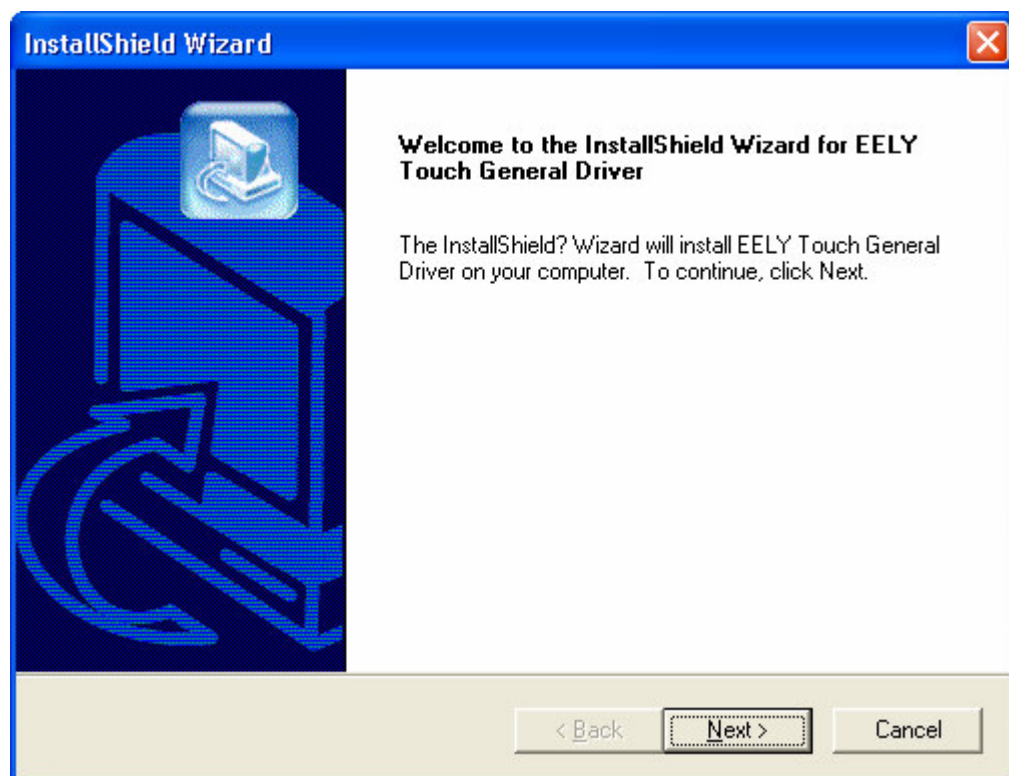 InstallShield Wizard
Welcome to the InstallShield Wizard for EELY
Touch General Driver
The InstallShield? Wizard will install EELY Touch General
Driver on your computer.  To continue, click Next.
< Back
Next >
Cancel